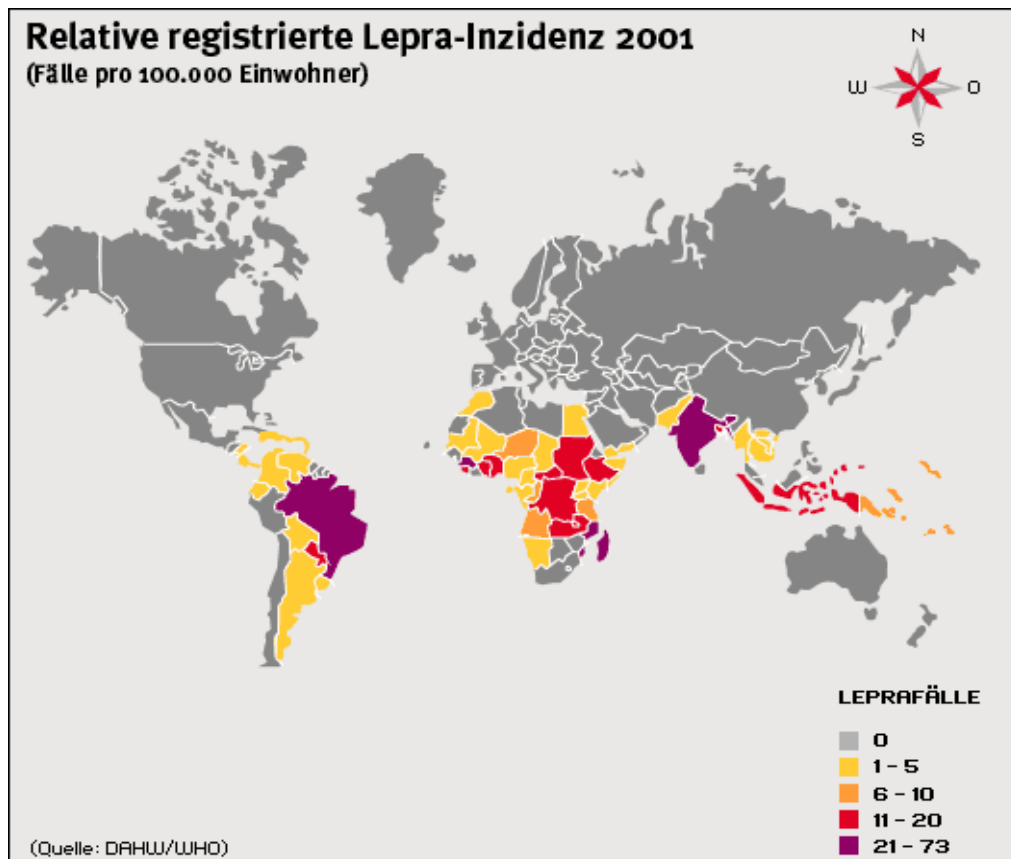 Relative registrierte Lepra-Inzidenz 2001
(Fälle pro 100.000 Einwohner)
N
W O
S
LEPRAFÄLLE
0
1 - 5
6 - 10
11 - 20
21 - 73
(Quelle: DAHW/WHO)